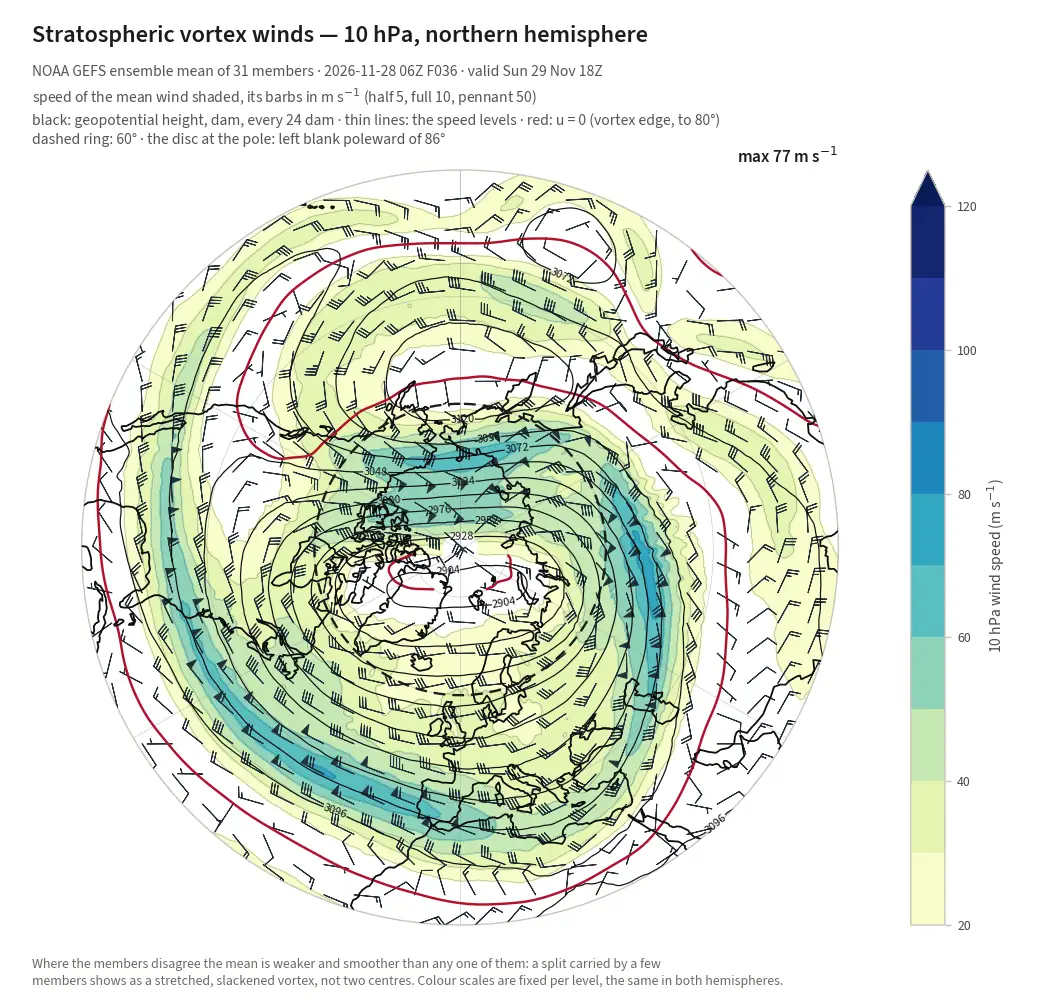 Stratospheric vortex winds — 10 hPa, northern hemisphere
NOAA GEFS ensemble mean of 31 members · 2026-11-28 06Z F036 · valid Sun 29 Nov 18Z
speed of the mean wind shaded, its barbs in m s⁻¹ (half 5, full 10, pennant 50)
black: geopotential height, dam, every 24 dam · thin lines: the speed levels · red: u = 0 (vortex edge, to 80°)
dashed ring: 60° · the disc at the pole: left blank poleward of 86°
max 77 m s⁻¹
120
100
80
60
40
20
10 hPa wind speed (m s⁻¹)
3072
3072
3048
3024
2976
2928
2904
2904
3096
3096
Where the members disagree the mean is weaker and smoother than any one of them: a split carried by a few
members shows as a stretched, slackened vortex, not two centres. Colour scales are fixed per level, the same in both hemispheres.